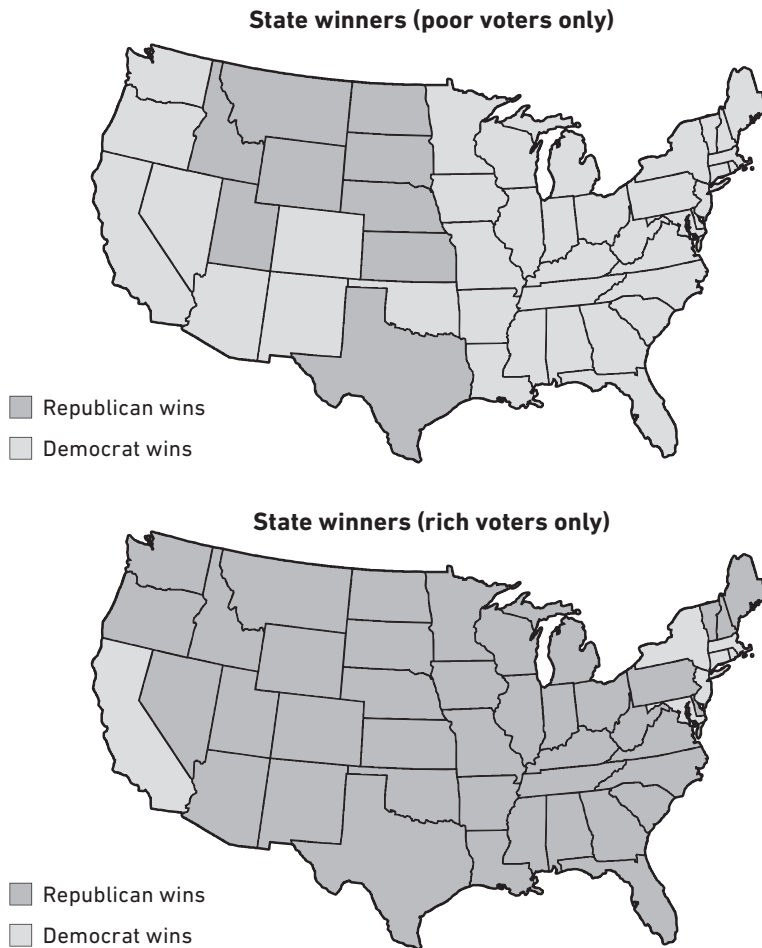 State winners (poor voters only)
Republican wins
Democrat wins
State winners (rich voters only)
Republican wins
Democrat wins